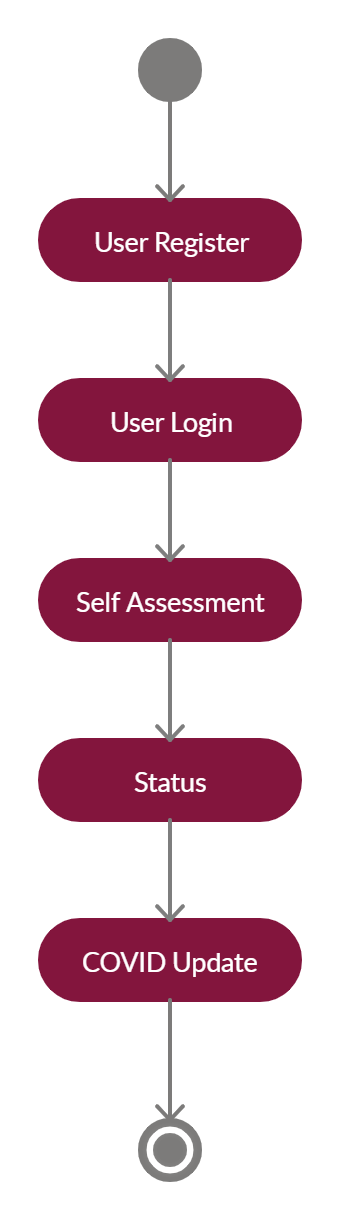 User Register
User Login
Self Assessment
Status
COVID Update